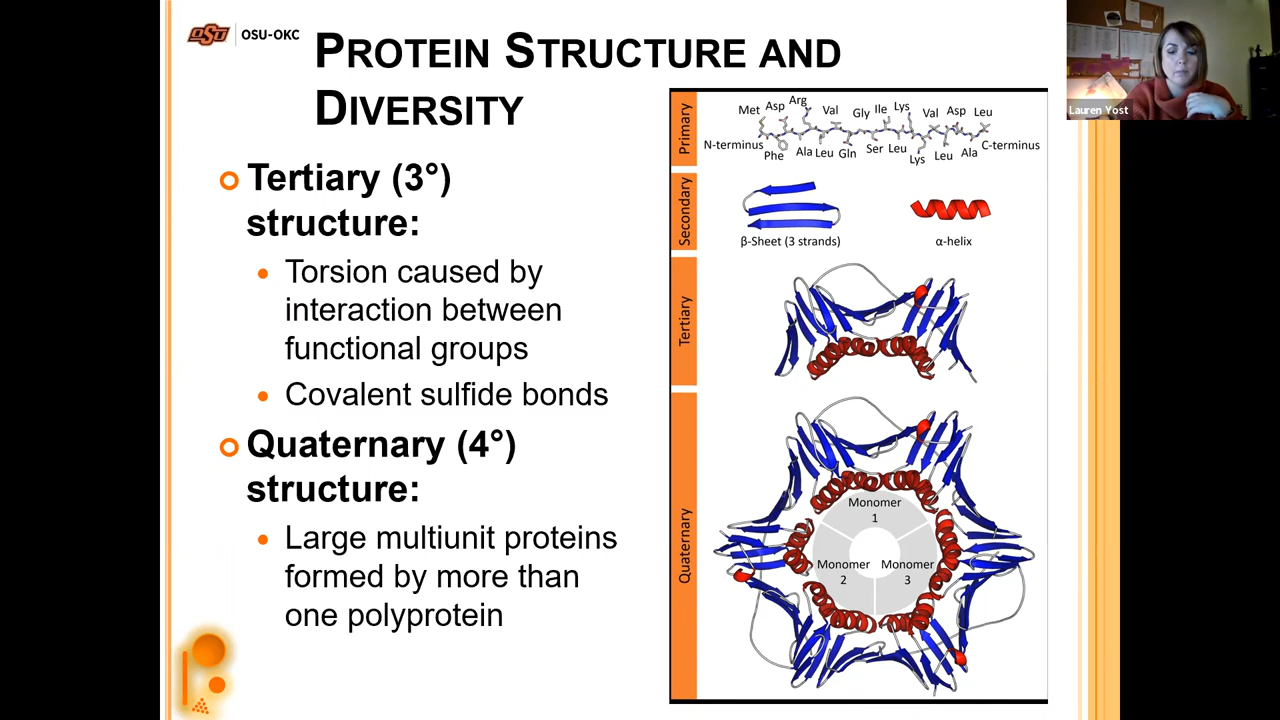 OSU
OSU-OKC
PROTEIN STRUCTURE AND
DIVERSITY
Tertiary (3°)
structure:
Torsion caused by
interaction between
functional groups
Covalent sulfide bonds
Quaternary (4°)
structure:
Large multiunit proteins
formed by more than
one polyprotein
Primary
Met Asp Arg Val Gly Ile Lys Val Asp Leu
N-terminus C-terminus
Phe Ala Leu Gln Ser Leu Lys Leu Ala
Secondary
β-Sheet (3 strands)
α-helix
Tertiary
Quaternary
Monomer
1
Monomer
2
Monomer
3
Lauren Yost